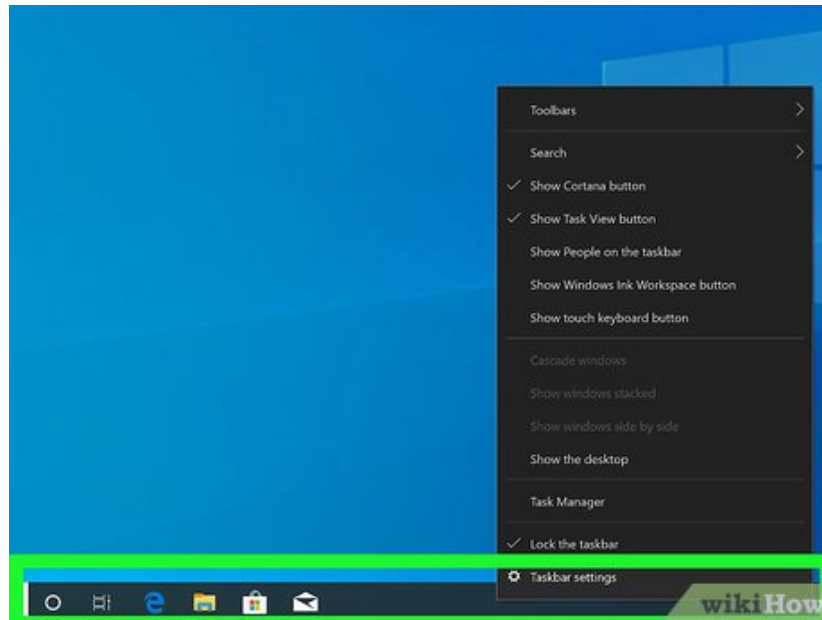 Toolbars
Search
Show Cortana button
Show Task View button
Show People on the taskbar
Show Windows Ink Workspace button
Show touch keyboard button
Cascade windows
Show windows stacked
Show windows side by side
Show the desktop
Task Manager
Lock the taskbar
Taskbar settings
wikiHow